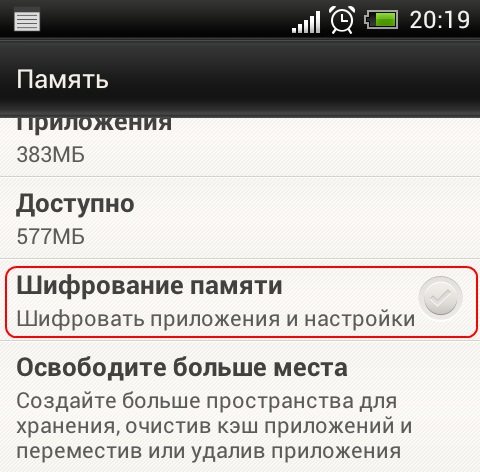 20:19
Память
Приложения
383МБ
Доступно
577МБ
Шифрование памяти
Шифровать приложения и настройки
Освободите больше места
Создайте больше пространства для
хранения, очистив кэш приложений и
переместив или удалив приложения